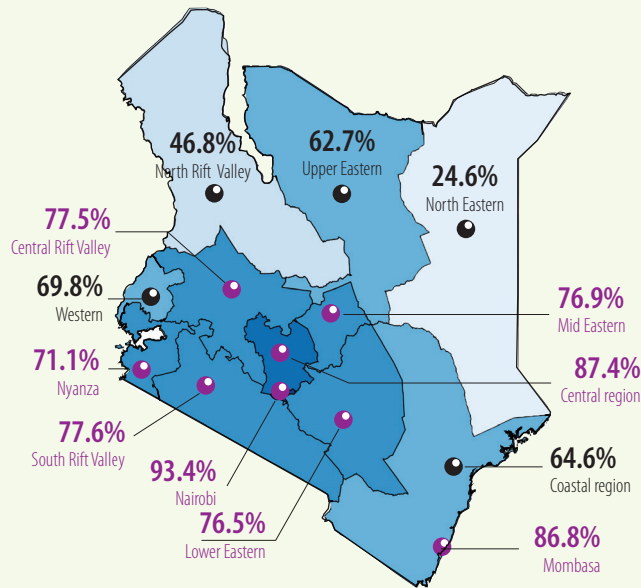 46.8%
North Rift Valley
62.7%
Upper Eastern
24.6%
North Eastern
77.5%
Central Rift Valley
69.8%
Western
76.9%
Mid Eastern
71.1%
Nyanza
87.4%
Central region
77.6%
South Rift Valley
93.4%
Nairobi
64.6%
Coastal region
76.5%
Lower Eastern
86.8%
Mombasa